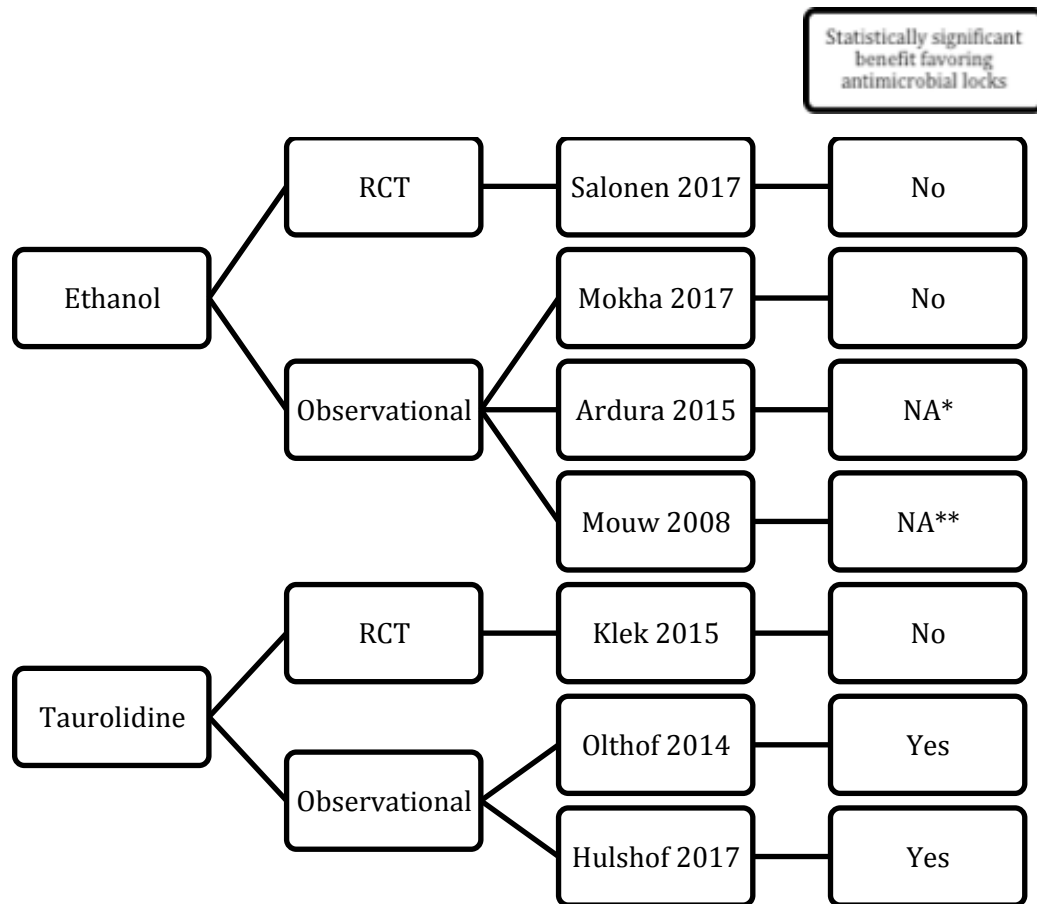 Statistically significant
benefit favoring
antimicrobial locks
RCT
Salonen 2017
No
Ethanol
Mokha 2017
No
Observational
Ardura 2015
NA*
Mouw 2008
NA**
RCT
Klek 2015
No
Taurolidine
Olthof 2014
Yes
Observational
Hulshof 2017
Yes